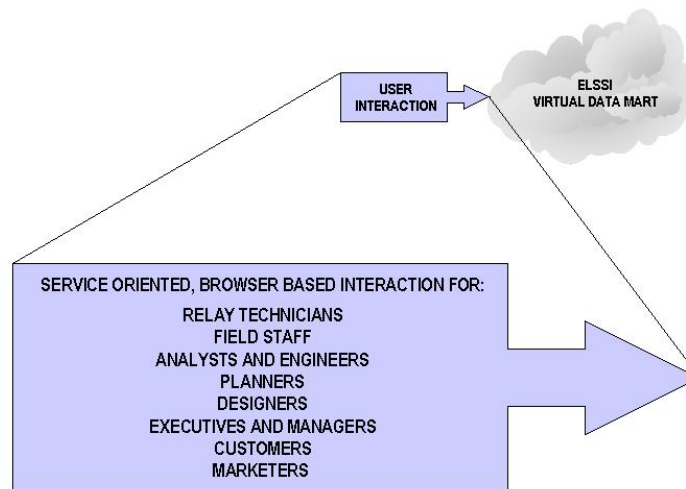 USER
INTERACTION
ELSSI
VIRTUAL DATA MART
SERVICE ORIENTED, BROWSER BASED INTERACTION FOR:
RELAY TECHNICIANS
FIELD STAFF
ANALYSTS AND ENGINEERS
PLANNERS
DESIGNERS
EXECUTIVES AND MANAGERS
CUSTOMERS
MARKETERS